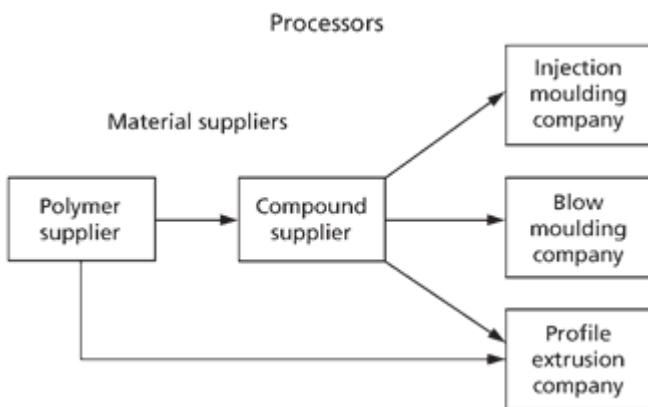 Processors
Injection
moulding
company
Material suppliers
Polymer
supplier
Compound
supplier
Blow
moulding
company
Profile
extrusion
company